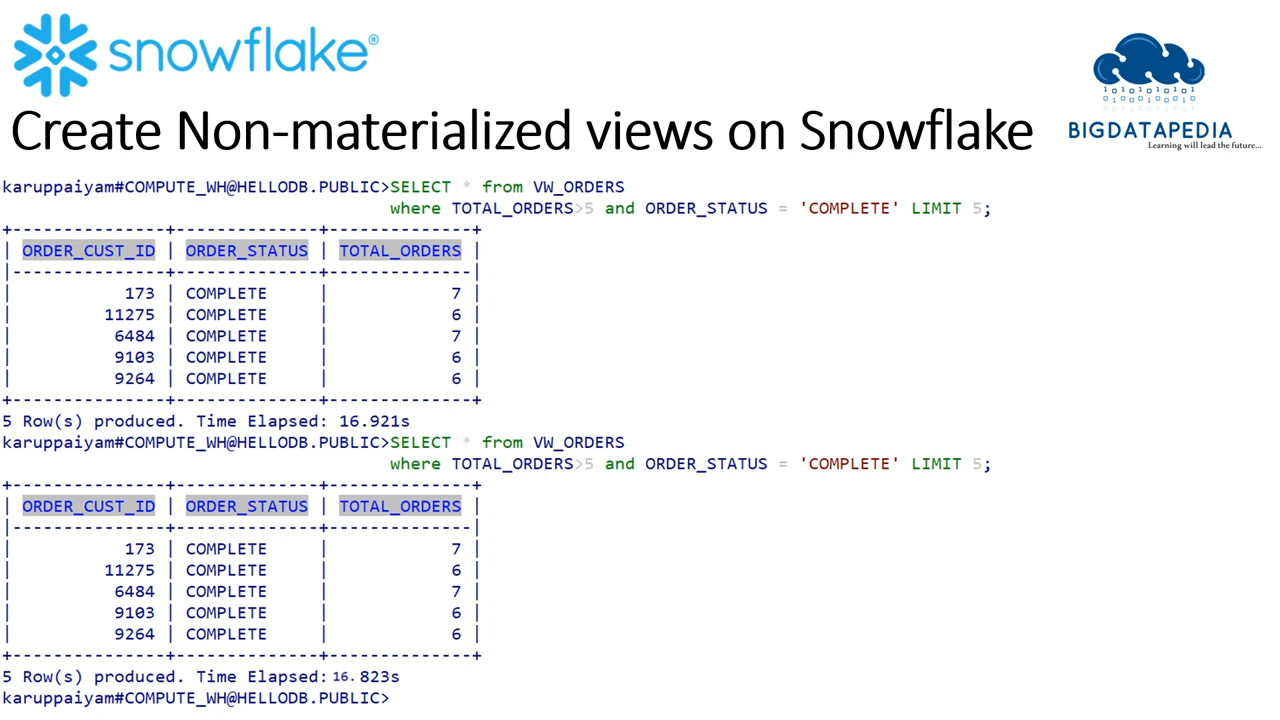 snowflake®
Create Non-materialized views on Snowflake
BIGDATAPEDIA
Learning will lead the future...
karuppaiyam#COMPUTE_WH@HELLODB.PUBLIC>SELECT * from VW_ORDERS
where TOTAL_ORDERS>5 and ORDER_STATUS = 'COMPLETE' LIMIT 5;
+---------------+--------------+--------------+
| ORDER_CUST_ID | ORDER_STATUS | TOTAL_ORDERS |
|---------------+--------------+--------------|
| 173 | COMPLETE | 7 |
| 11275 | COMPLETE | 6 |
| 6484 | COMPLETE | 7 |
| 9103 | COMPLETE | 6 |
| 9264 | COMPLETE | 6 |
+---------------+--------------+--------------+
5 Row(s) produced. Time Elapsed: 16.921s
karuppaiyam#COMPUTE_WH@HELLODB.PUBLIC>SELECT * from VW_ORDERS
where TOTAL_ORDERS>5 and ORDER_STATUS = 'COMPLETE' LIMIT 5;
+---------------+--------------+--------------+
| ORDER_CUST_ID | ORDER_STATUS | TOTAL_ORDERS |
|---------------+--------------+--------------|
| 173 | COMPLETE | 7 |
| 11275 | COMPLETE | 6 |
| 6484 | COMPLETE | 7 |
| 9103 | COMPLETE | 6 |
| 9264 | COMPLETE | 6 |
+---------------+--------------+--------------+
5 Row(s) produced. Time Elapsed: 16.823s
karuppaiyam#COMPUTE_WH@HELLODB.PUBLIC>